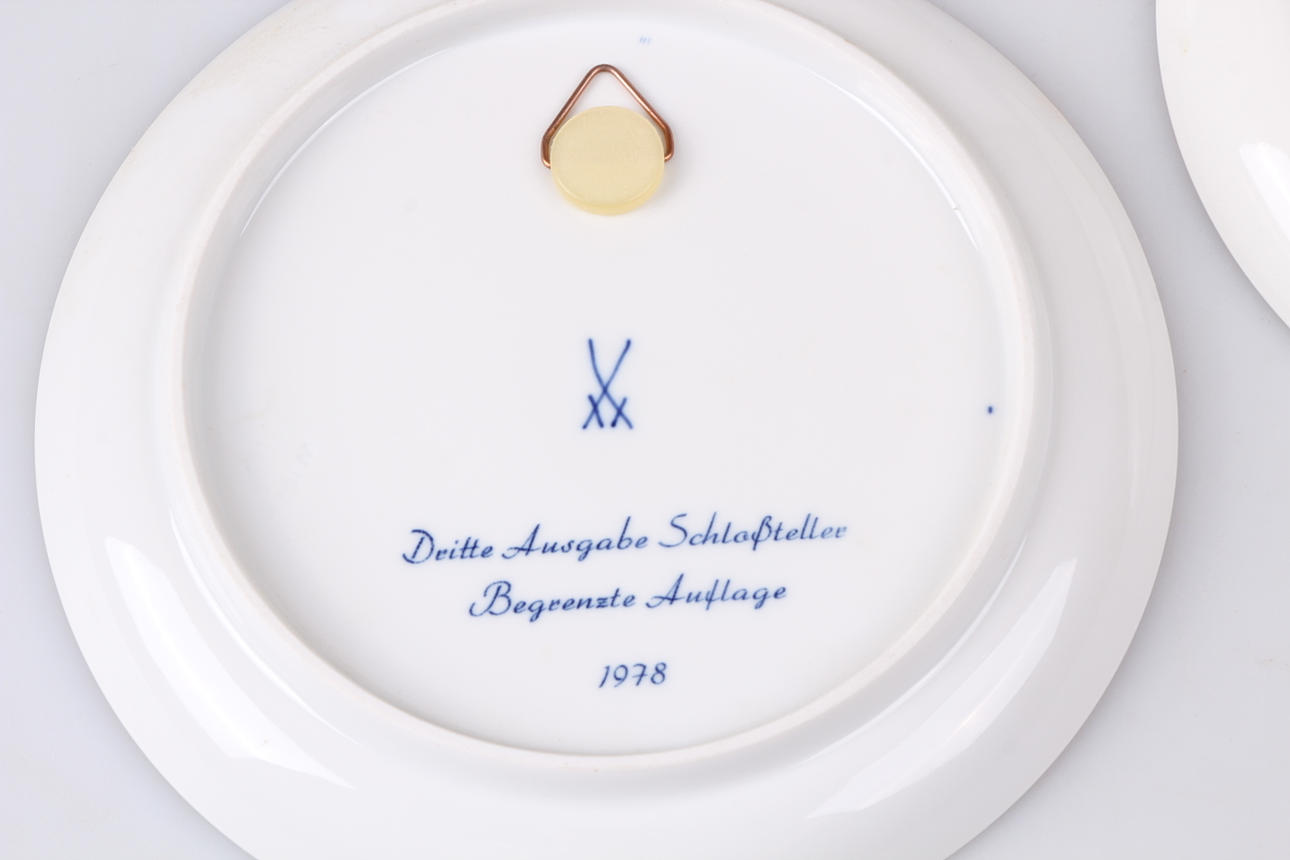 Dritte Ausgabe Schloßteller
Begrenzte Auflage
1978